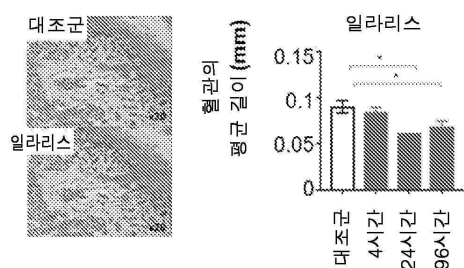 대조군
x20
일라리스
x20
일라리스
혈관의
평균 길이 (mm)
0.15
0.1
0.05
0
*
*
대조군
4시간
24시간
96시간